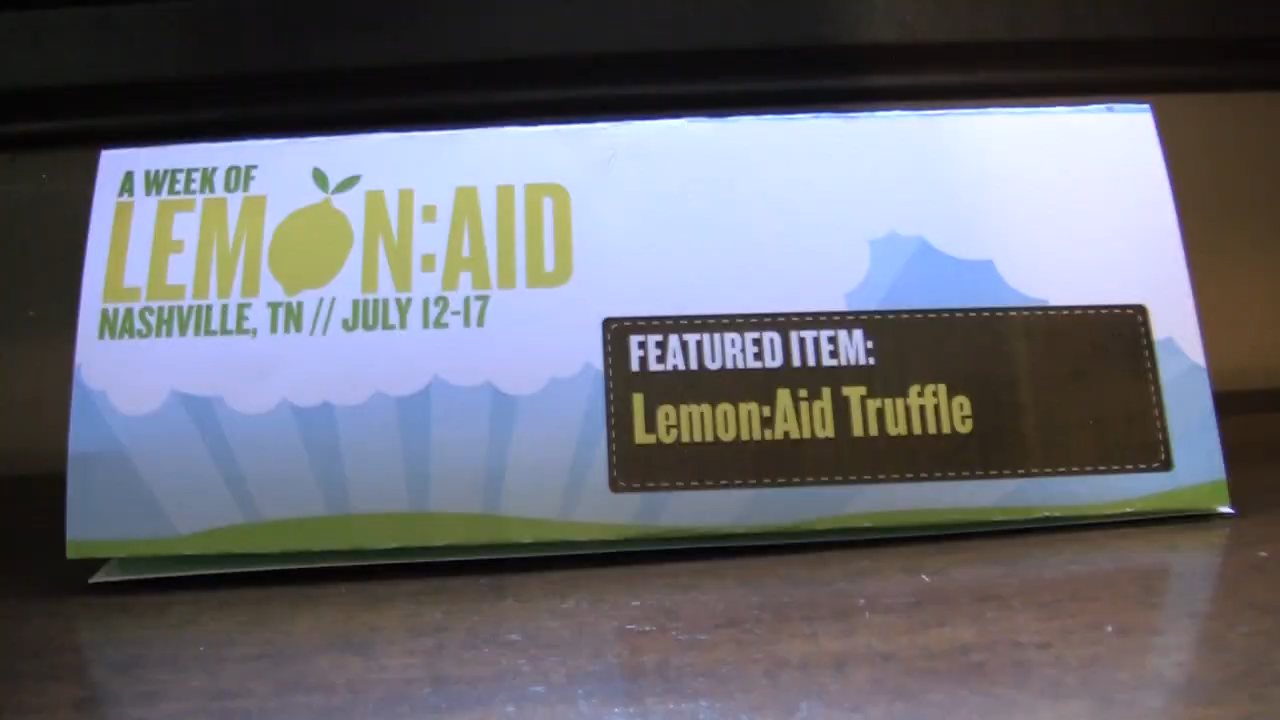 A WEEK OF
LEMON:AID
NASHVILLE, TN // JULY 12-17
FEATURED ITEM:
Lemon:Aid Truffle